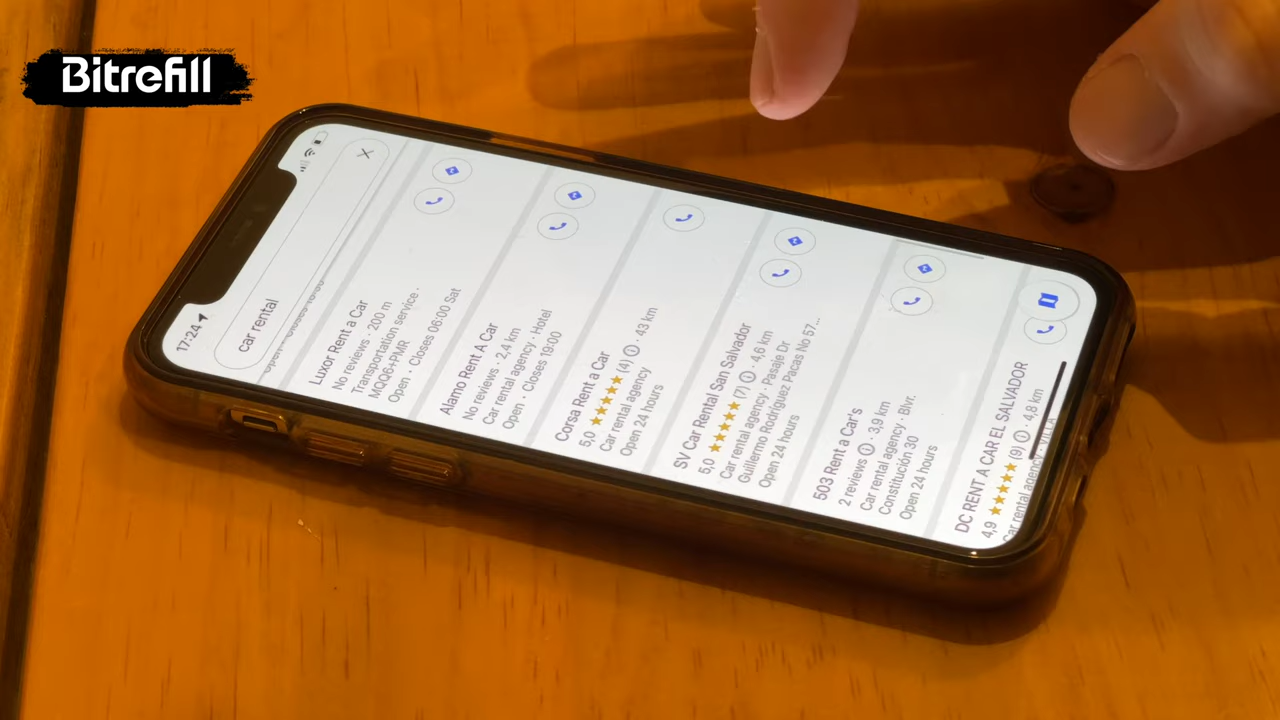 Bitrefill
17:24
car rental
Luxor Rent a Car
No reviews · 200 m
Transportation service ·
MQQ6+PMR
Open · Closes 06:00 Sat
Alamo Rent A Car
No reviews · 2,4 km
Car rental agency · Hotel
Open · Closes 19:00
Corsa Rent a Car
5,0 ★★★★★ (4) · 43 km
Car rental agency
Open 24 hours
SV Car Rental San Salvador
5,0 ★★★★★ (7) · 4,6 km
Car rental agency · Pasaje Dr
Guillermo Rodríguez Pacas No 57...
Open 24 hours
503 Rent a Car's
2 reviews · 3,9 km
Car rental agency · Blvr.
Constitución 30
Open 24 hours
DC RENT A CAR EL SALVADOR
4,9 ★★★★★ (9) · 4,8 km
Car rental agency · VILLA